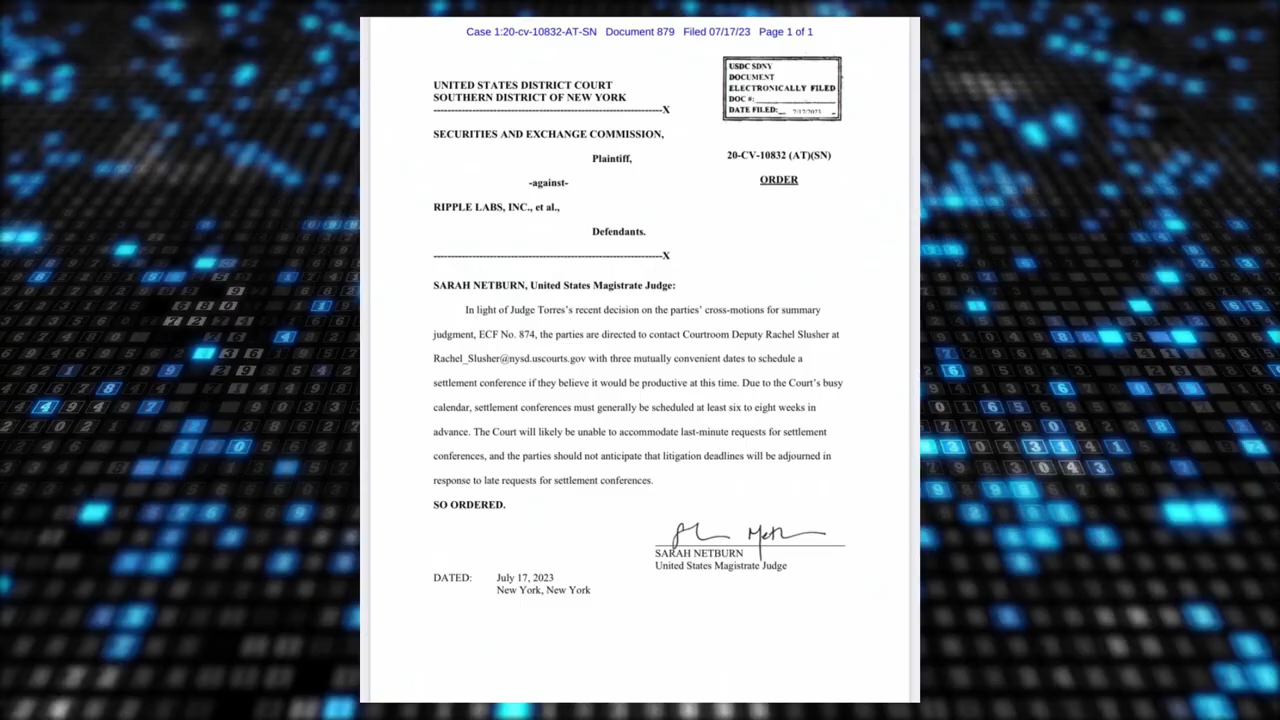 Case 1:20-cv-10832-AT-SN Document 879 Filed 07/17/23 Page 1 of 1
USDC SDNY
DOCUMENT
ELECTRONICALLY FILED
DOC #:
DATE FILED: 7/17/2023
UNITED STATES DISTRICT COURT
SOUTHERN DISTRICT OF NEW YORK
-----------------------------------------------------------------X
SECURITIES AND EXCHANGE COMMISSION,
Plaintiff,
-against-
RIPPLE LABS, INC., et al.,
Defendants.
-----------------------------------------------------------------X
20-CV-10832 (AT)(SN)
ORDER
SARAH NETBURN, United States Magistrate Judge:
In light of Judge Torres's recent decision on the parties' cross-motions for summary
judgment, ECF No. 874, the parties are directed to contact Courtroom Deputy Rachel Slusher at
Rachel_Slusher@nysd.uscourts.gov with three mutually convenient dates to schedule a
settlement conference if they believe it would be productive at this time. Due to the Court's busy
calendar, settlement conferences must generally be scheduled at least six to eight weeks in
advance. The Court will likely be unable to accommodate last-minute requests for settlement
conferences, and the parties should not anticipate that litigation deadlines will be adjourned in
response to late requests for settlement conferences.
SO ORDERED.
SARAH NETBURN
United States Magistrate Judge
DATED: July 17, 2023
New York, New York